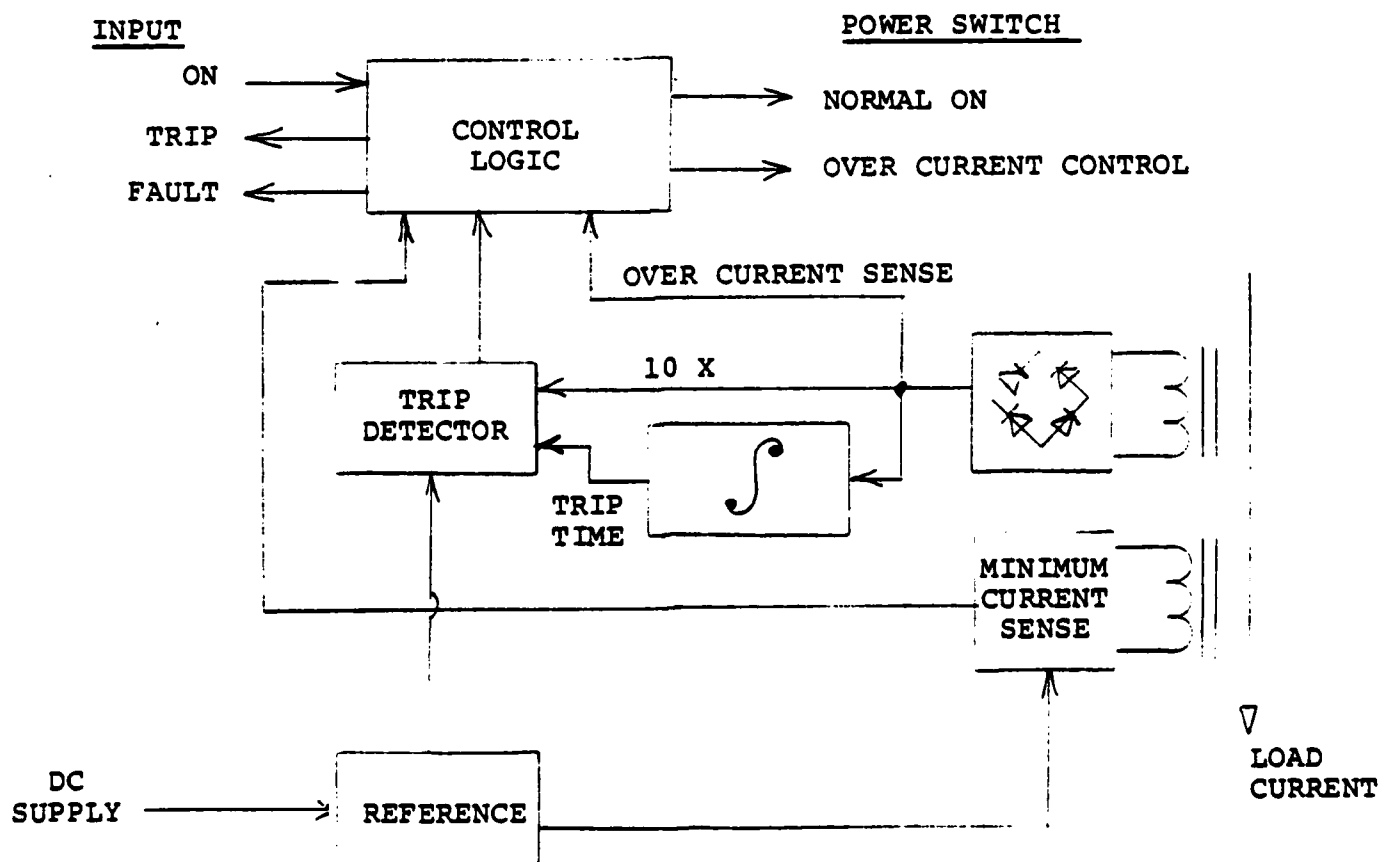 INPUT
POWER SWITCH
ON
TRIP
FAULT
CONTROL
LOGIC
NORMAL ON
OVER CURRENT CONTROL
OVER CURRENT SENSE
10 X
TRIP
DETECTOR
∫
TRIP
TIME
MINIMUM
CURRENT
SENSE
DC
SUPPLY
REFERENCE
LOAD
CURRENT